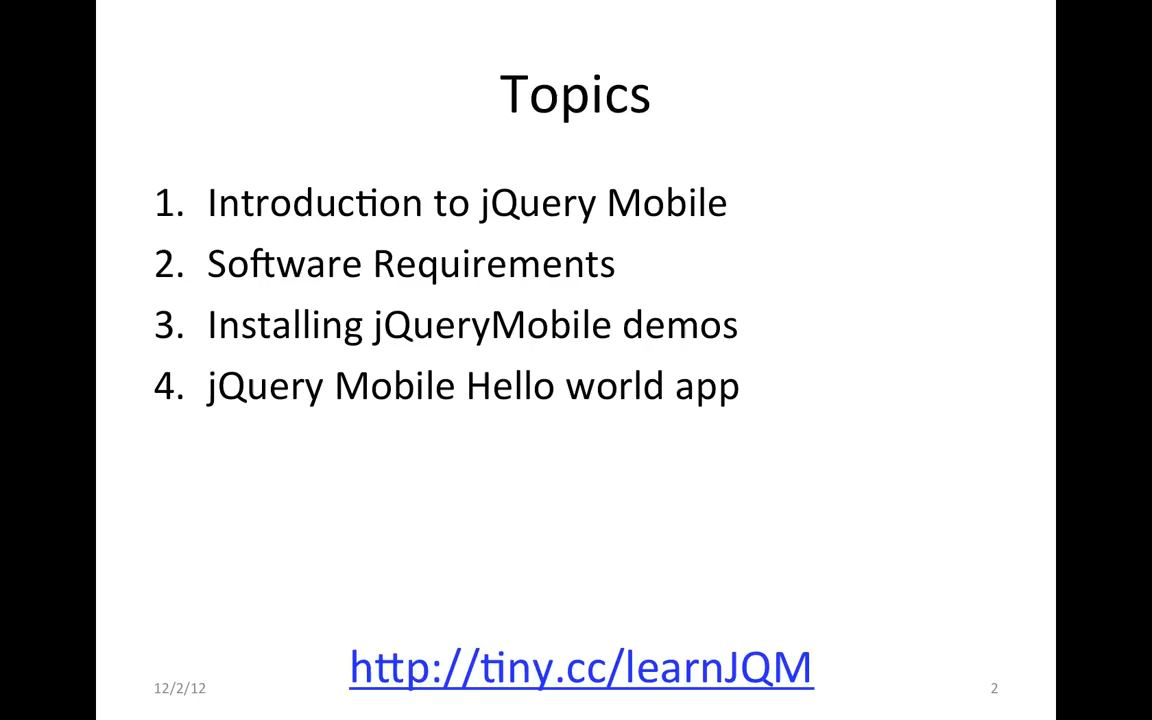 Topics
1. Introduction to jQuery Mobile
2. Software Requirements
3. Installing jQueryMobile demos
4. jQuery Mobile Hello world app
http://tiny.cc/learnJQM
12/2/12
2